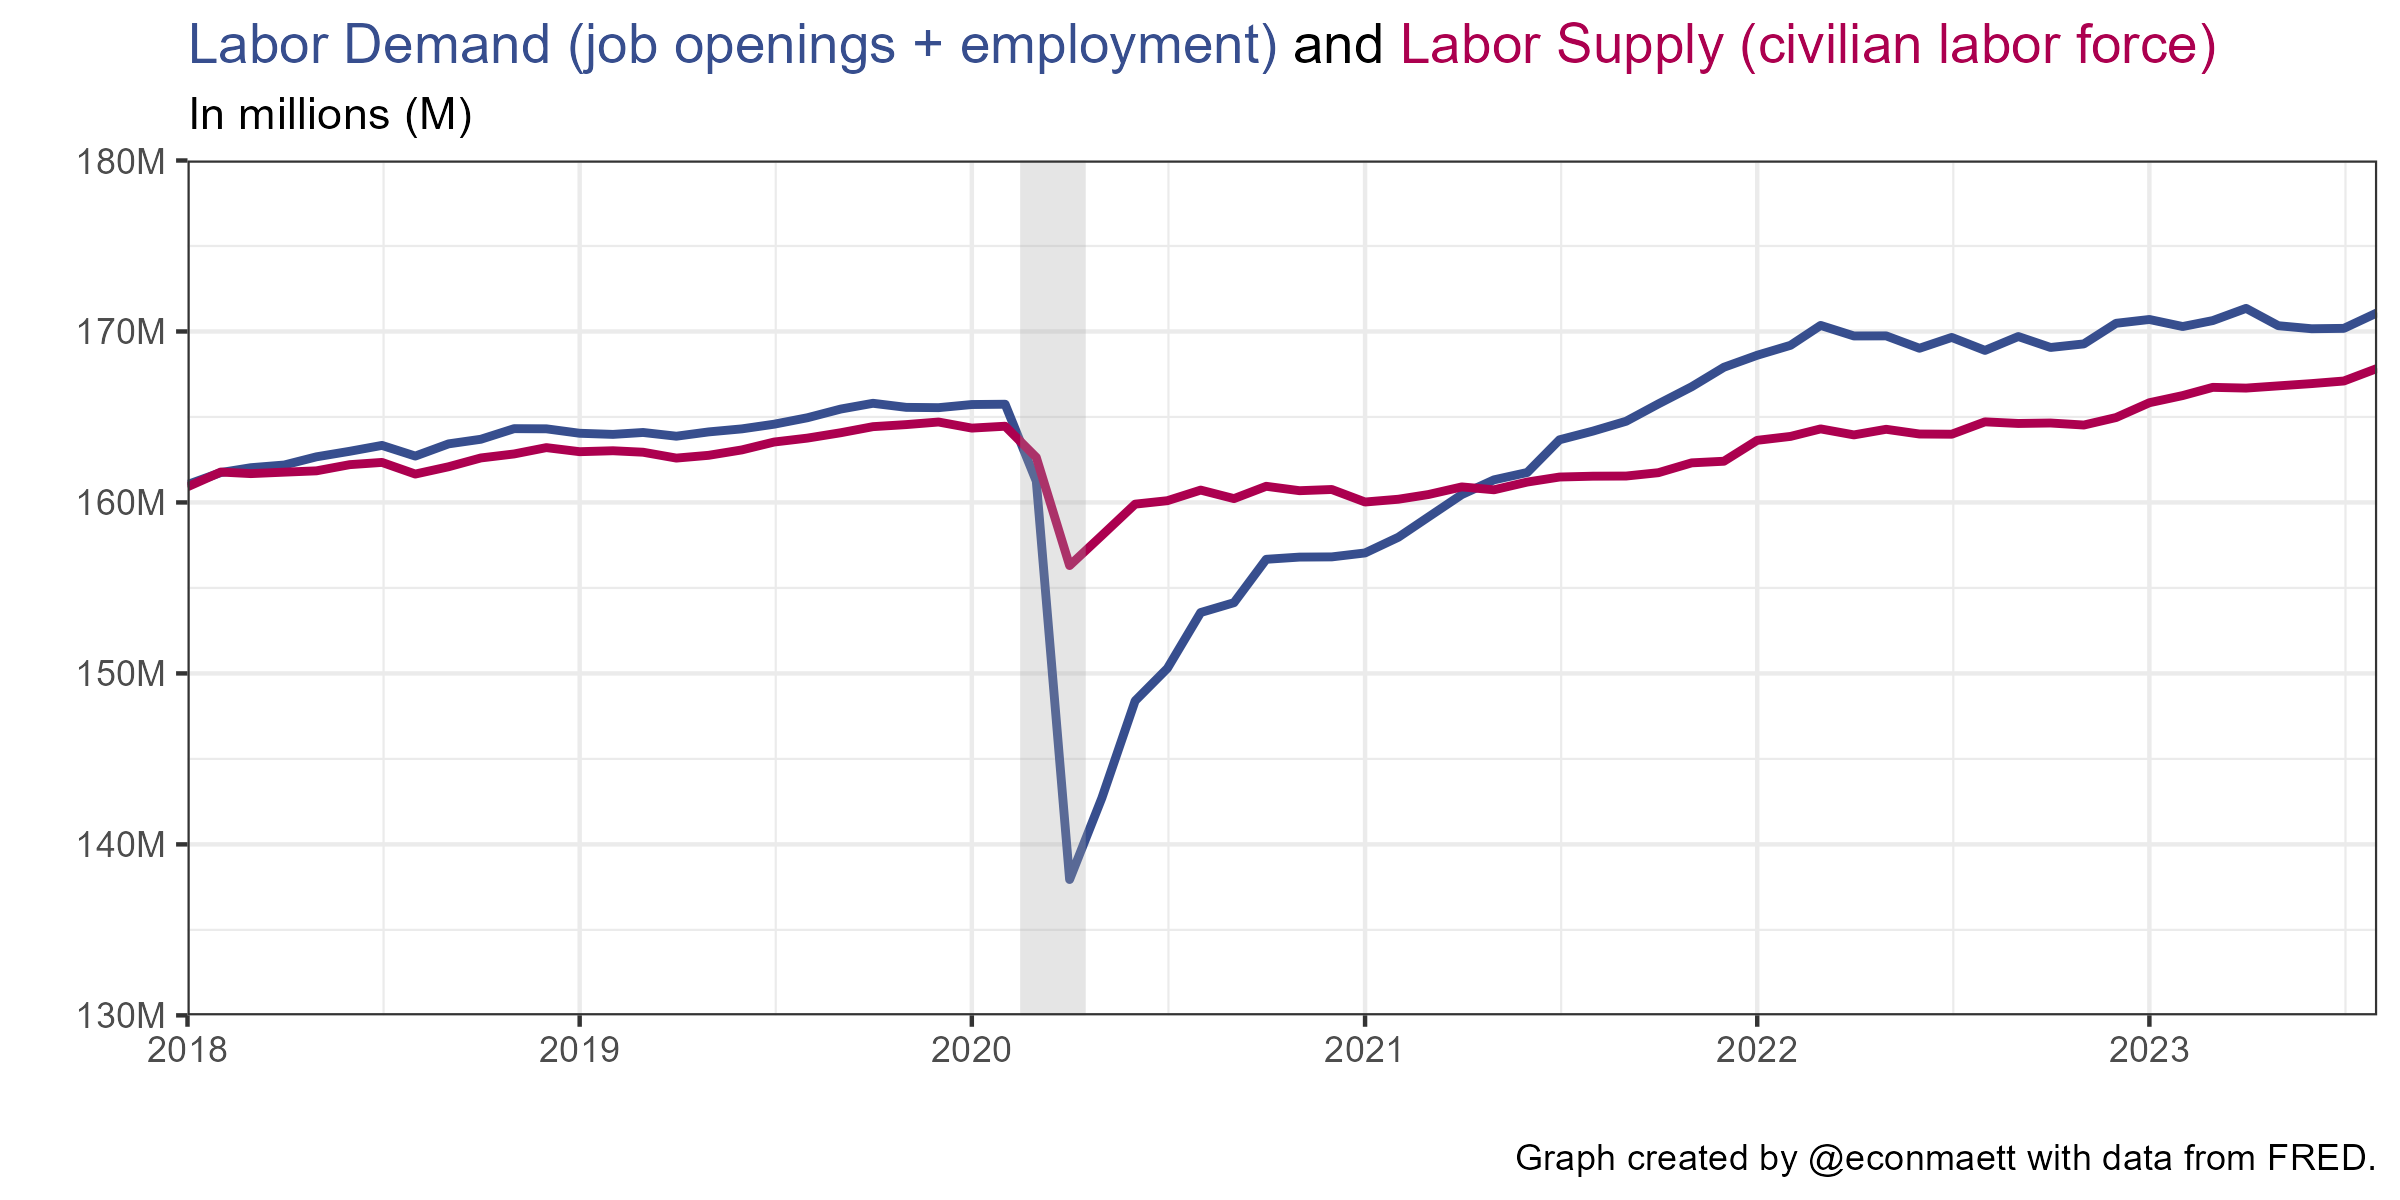 Labor Demand (job openings + employment) and Labor Supply (civilian labor force)
In millions (M)
180M
170M
160M
150M
140M
130M
2018 2019 2020 2021 2022 2023
Graph created by @econmaett with data from FRED.